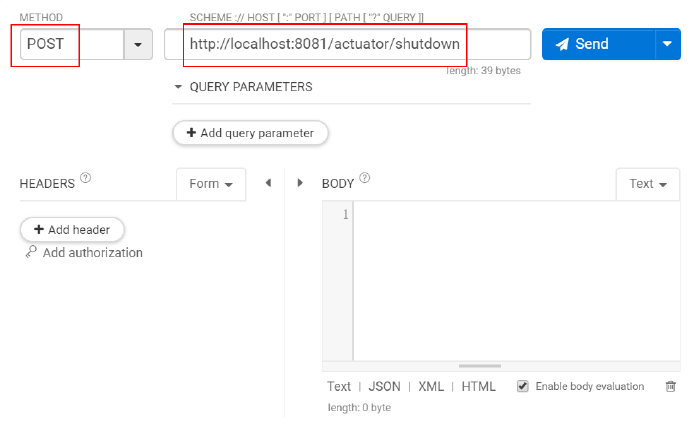 METHOD
SCHEME :// HOST [ ":" PORT ] [ PATH [ "?" QUERY ]]
POST
http://localhost:8081/actuator/shutdown
Send
length: 39 bytes
QUERY PARAMETERS
+ Add query parameter
HEADERS ?
Form
BODY ?
Text
+ Add header
Add authorization
1
Text | JSON | XML | HTML
Enable body evaluation
length: 0 byte